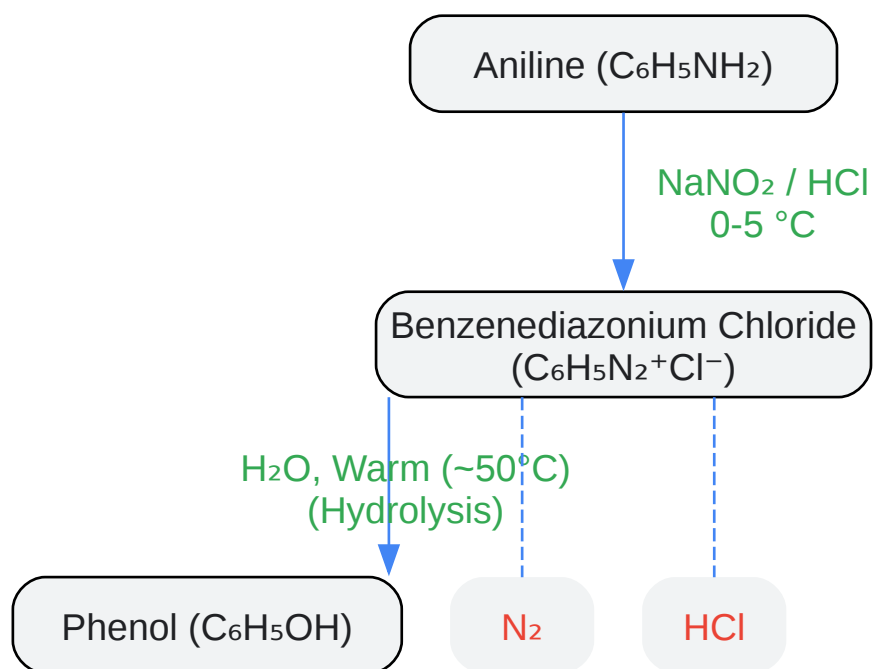 Aniline (C₆H₅NH₂)
NaNO₂ / HCl
0-5 °C
Benzenediazonium Chloride
(C₆H₅N₂⁺Cl⁻)
H₂O, Warm (~50°C)
(Hydrolysis)
Phenol (C₆H₅OH)
N₂
HCl